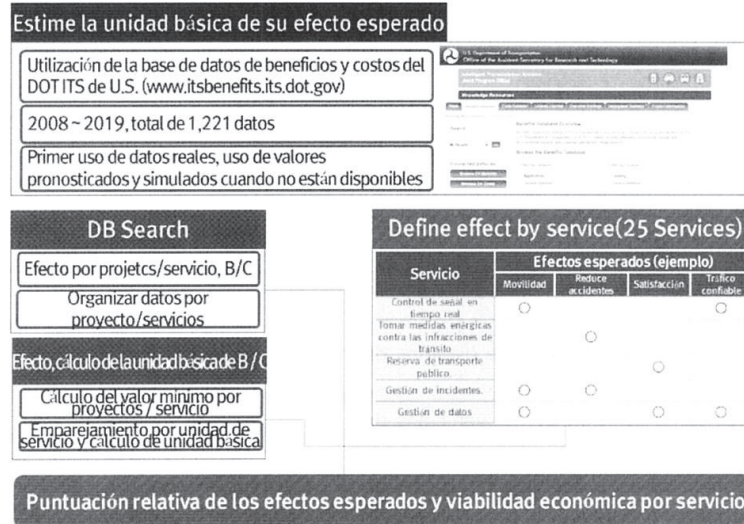 Estime la unidad básica de su efecto esperado
Utilización de la base de datos de beneficios y costos del
DOT ITS de U.S. (www.itsbenefits.its.dot.gov)
2008 ~ 2019, total de 1,221 datos
Primer uso de datos reales, uso de valores
pronosticados y simulados cuando no están disponibles
U.S. Department of Transportation
Office of the Assistant Secretary for Research and Technology
Knowledge Resources
DB Search
Efecto por projetcs/servicio, B/C
Organizar datos por
proyecto/servicios
Efecto, cálculo de la unidad básica de B / C
Cálculo del valor mínimo por
proyectos / servicio
Emparejamiento por unidad de
servicio y cálculo de unidad básica
Define effect by service(25 Services)
Servicio
Efectos esperados (ejemplo)
Movilidad
Reduce
accidentes
Satisfacción
Tráfico
confiable
Control de señal en
tiempo real
Tomar medidas enérgicas
contra las infracciones de
tránsito
Reserva de transporte
público.
Gestión de incidentes.
Gestión de datos
Puntuación relativa de los efectos esperados y viabilidad económica por servicio